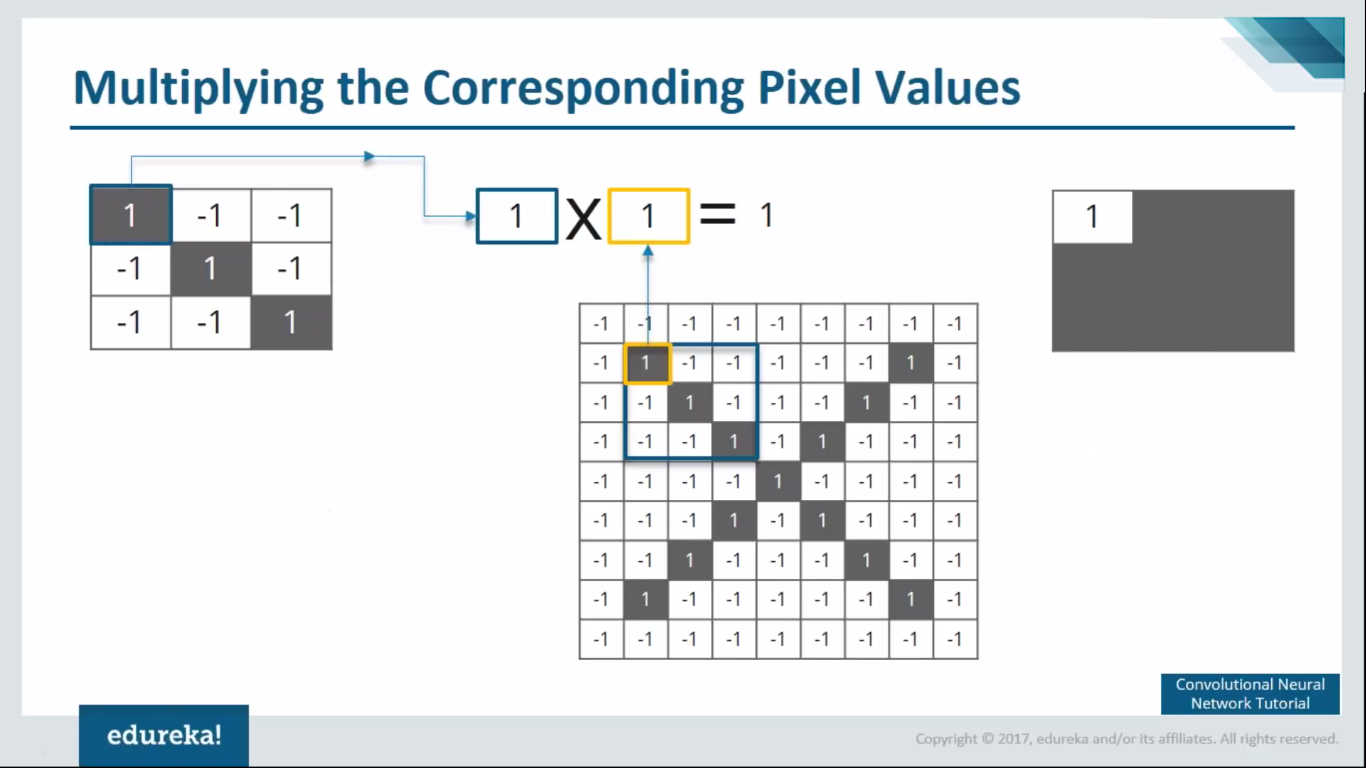 Multiplying the Corresponding Pixel Values
1 -1 -1
-1 1 -1
-1 -1 1
1 X 1 = 1
1
-1 -1 -1 -1 -1 -1 -1 -1 -1
-1 1 -1 -1 -1 -1 -1 1 -1
-1 -1 1 -1 -1 -1 1 -1 -1
-1 -1 -1 1 -1 1 -1 -1 -1
-1 -1 -1 -1 1 -1 -1 -1 -1
-1 -1 -1 1 -1 1 -1 -1 -1
-1 -1 1 -1 -1 -1 1 -1 -1
-1 1 -1 -1 -1 -1 -1 1 -1
-1 -1 -1 -1 -1 -1 -1 -1 -1
Convolutional Neural
Network Tutorial
edureka!
Copyright © 2017, edureka and/or its affiliates. All rights reserved.